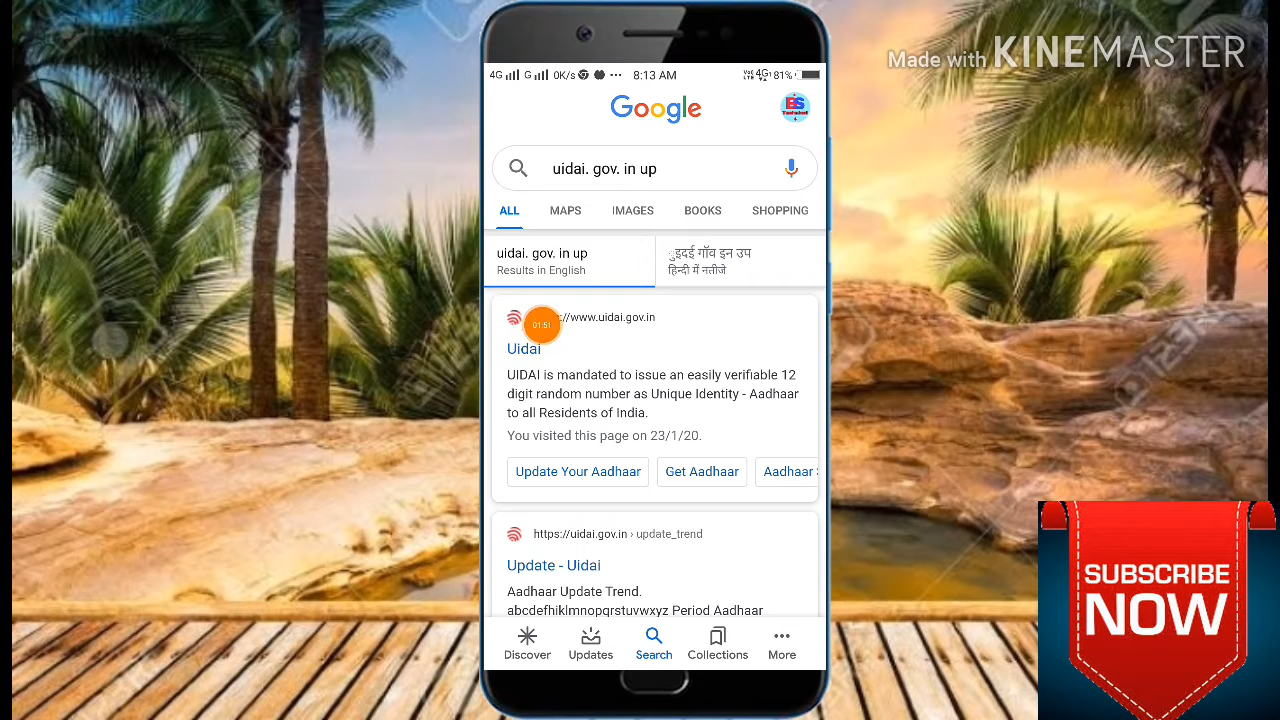 Made with KINEMASTER
4G G 0K/s ••• 8:13 AM 4G 81%
Google
BS
uidai. gov. in up
ALL MAPS IMAGES BOOKS SHOPPING
uidai. gov. in up
Results in English
ुइदई गॉव इन उप
हिन्दी में नतीजे
://www.uidai.gov.in
01:51
Uidai
UIDAI is mandated to issue an easily verifiable 12
digit random number as Unique Identity - Aadhaar
to all Residents of India.
You visited this page on 23/1/20.
Update Your Aadhaar Get Aadhaar Aadhaar
https://uidai.gov.in › update_trend
Update - Uidai
Aadhaar Update Trend.
abcdefhiklmnopqrstuvwxyz Period Aadhaar
Discover Updates Search Collections More
SUBSCRIBE
NOW